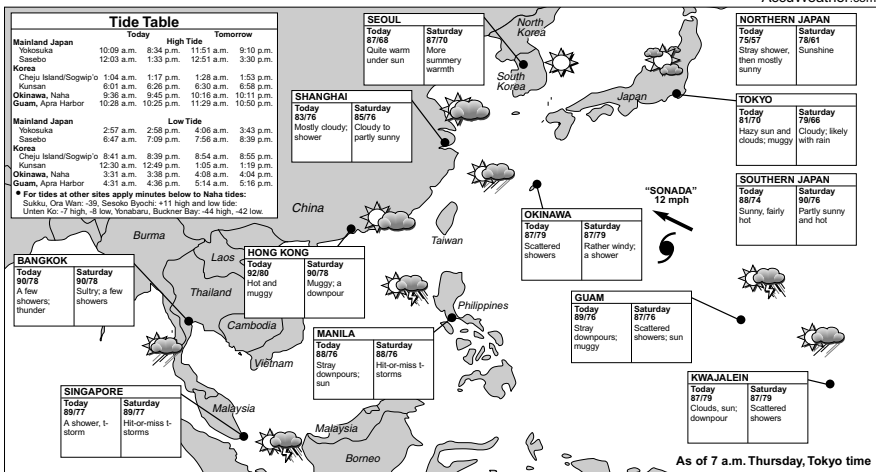 AccuWeather.com
Tide Table
Today Tomorrow
High Tide
Mainland Japan
Yokosuka 10:09 a.m. 8:34 p.m. 11:51 a.m. 9:10 p.m.
Sasebo 12:03 a.m. 1:33 p.m. 12:51 a.m. 3:30 p.m.
Korea
Cheju Island/Sogwip'o 1:04 a.m. 1:17 p.m. 1:28 a.m. 1:53 p.m.
Kunsan 6:01 a.m. 6:26 p.m. 6:30 a.m. 6:58 p.m.
Okinawa, Naha 9:36 a.m. 9:45 p.m. 10:16 a.m. 10:11 p.m.
Guam, Apra Harbor 10:28 a.m. 10:25 p.m. 11:29 a.m. 10:50 p.m.
Mainland Japan Low Tide
Yokosuka 2:57 a.m. 2:58 p.m. 4:06 a.m. 3:43 p.m.
Sasebo 6:47 a.m. 7:09 p.m. 7:56 a.m. 8:39 p.m.
Korea
Cheju Island/Sogwip'o 8:41 a.m. 8:39 p.m. 8:54 a.m. 8:55 p.m.
Kunsan 12:30 a.m. 12:49 p.m. 1:05 a.m. 1:19 p.m.
Okinawa, Naha 3:31 a.m. 3:38 p.m. 4:08 a.m. 4:04 p.m.
Guam, Apra Harbor 4:31 a.m. 4:36 p.m. 5:14 a.m. 5:16 p.m.
• For tides at other sites apply minutes below to Naha tides:
Sukku, Ora Wan: -39, Sesoko Byochi: +11 high and low tide:
Unten Ko: -7 high, -8 low, Yonabaru, Buckner Bay: -44 high, -42 low.
SEOUL
Today Saturday
87/68 87/70
Quite warm More
under sun summery
warmth
North
Korea
South
Korea
Japan
NORTHERN JAPAN
Today Saturday
75/57 78/61
Stray shower, Sunshine
then mostly
sunny
SHANGHAI
Today Saturday
83/76 85/76
Mostly cloudy; Cloudy to
shower partly sunny
TOKYO
Today Saturday
81/70 79/66
Hazy sun and Cloudy; likely
clouds; muggy with rain
SOUTHERN JAPAN
Today Saturday
88/74 90/76
Sunny, fairly Partly sunny
hot and hot
"SONADA"
12 mph
China
Taiwan
OKINAWA
Today Saturday
87/79 87/79
Scattered Rather windy;
showers a shower
Burma
Laos
Thailand
Cambodia
Vietnam
HONG KONG
Today Saturday
92/80 90/78
Hot and Muggy; a
muggy downpour
BANGKOK
Today Saturday
90/78 90/78
A few Sultry; a few
showers; showers
thunder
Philippines
GUAM
Today Saturday
89/76 87/76
Stray Scattered
downpours; showers; sun
muggy
MANILA
Today Saturday
88/76 88/76
Stray Hit-or-miss t-
downpours; storms
sun
KWAJALEIN
Today Saturday
87/79 87/79
Clouds, sun; Scattered
downpour showers
SINGAPORE
Today Saturday
89/77 89/77
A shower, t- Hit-or-miss t-
storm storms
Malaysia
Malaysia
Borneo
As of 7 a.m. Thursday, Tokyo time